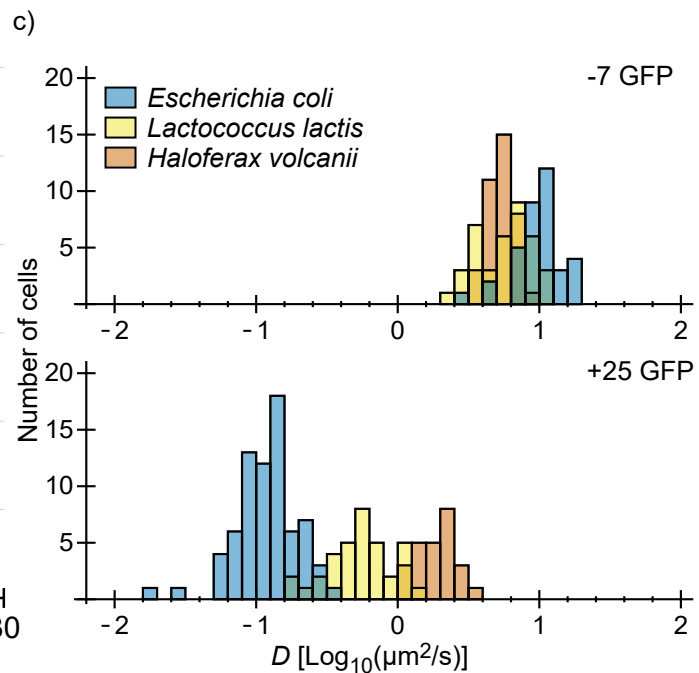 c)
20
-7 GFP
Escherichia coli
Lactococcus lactis
15
Haloferax volcanii
10
5
−2 −1 0 1 2
Number of cells
+25 GFP
20
15
10
5
−2 −1 0 1 2
30
D [Log10(µm2/s)]